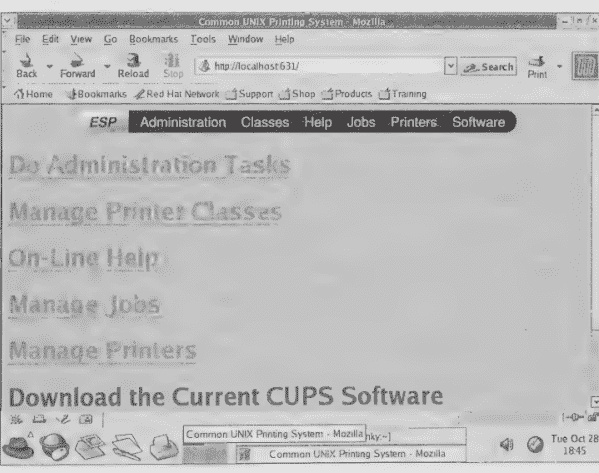 Common UNIX Printing System - Mozilla
File Edit View Go Bookmarks Tools Window Help
Back Forward Reload Stop http://localhost:631/ Search Print
Home Bookmarks Red Hat Network Support Shop Products Training
ESP Administration Classes Help Jobs Printers Software
Do Administration Tasks
Manage Printer Classes
On-Line Help
Manage Jobs
Manage Printers
Download the Current CUPS Software
Common UNIX Printing System - Mozilla nky:~]
Common UNIX Printing System - Mozilla
Tue Oct 28
18:45